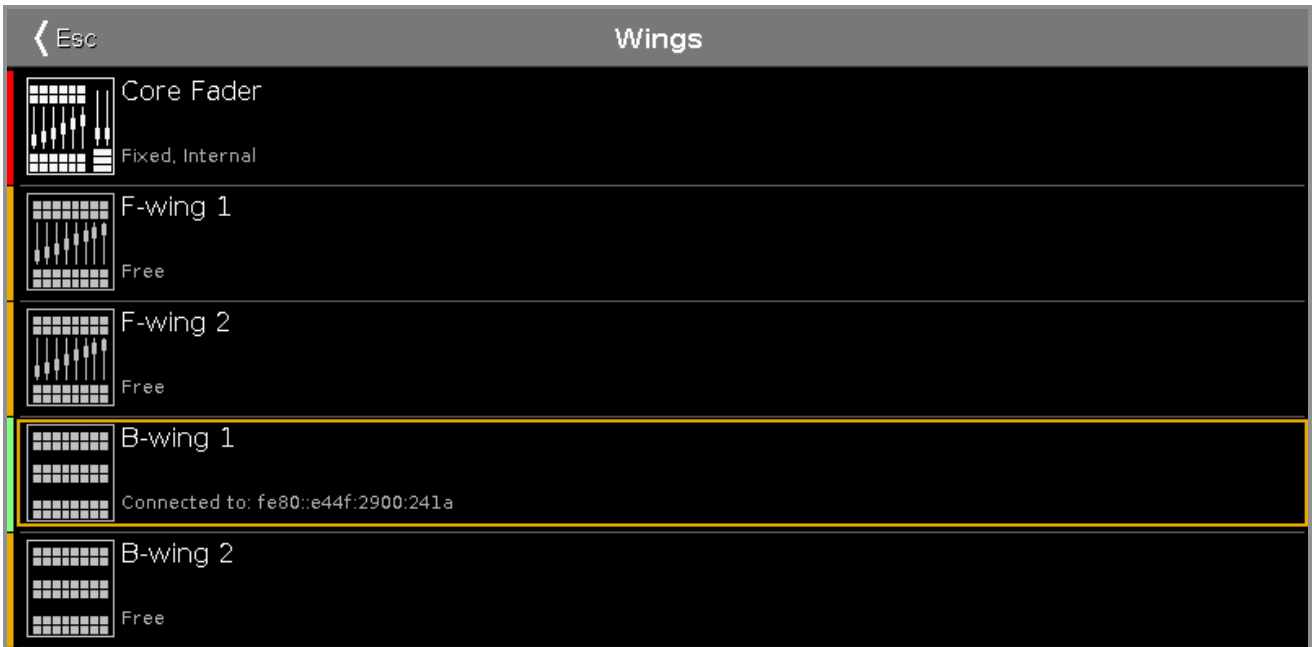 Esc
Wings
Core Fader
Fixed, Internal
F-wing 1
Free
F-wing 2
Free
B-wing 1
Connected to: fe80::e44f:2900:241a
B-wing 2
Free